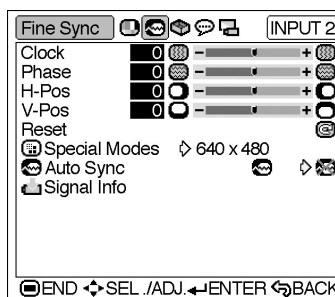 Fine Sync INPUT 2
Clock 0 - +
Phase 0 - +
H-Pos 0 - +
V-Pos 0 - +
Reset
Special Modes 640 x 480
Auto Sync
Signal Info
END SEL./ADJ. ENTER BACK